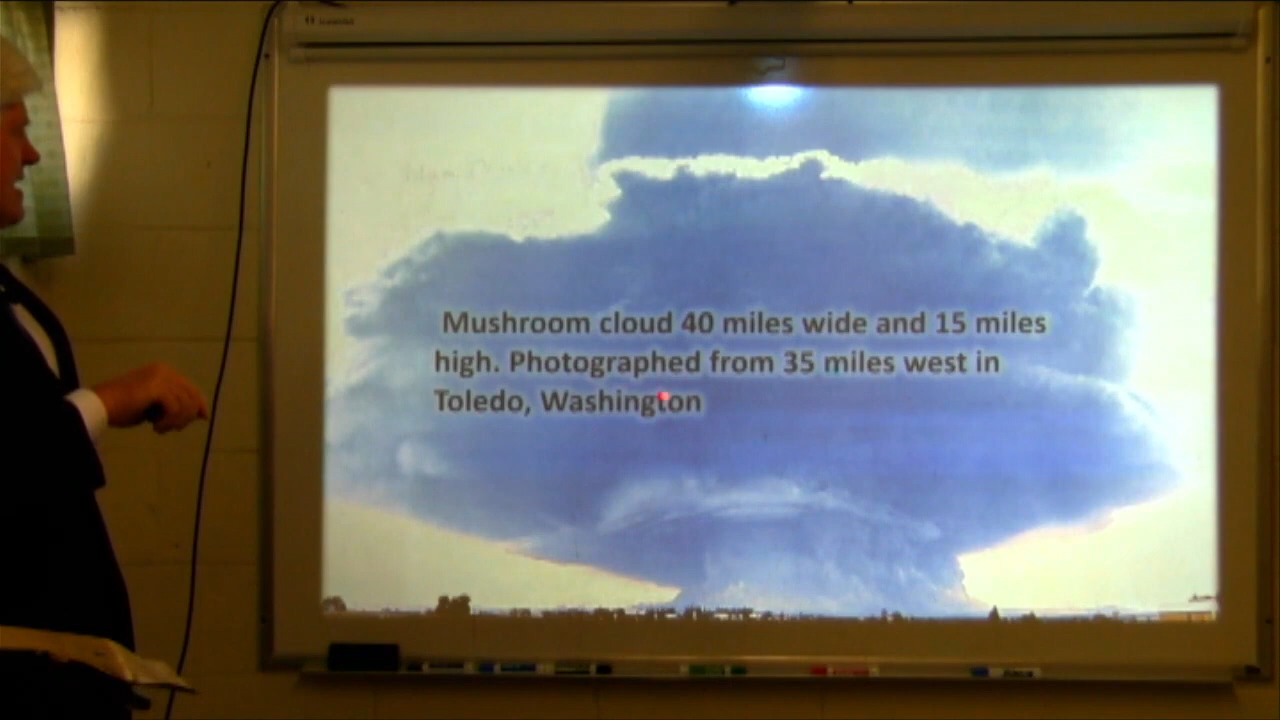 Mushroom cloud 40 miles wide and 15 miles
high. Photographed from 35 miles west in
Toledo, Washington